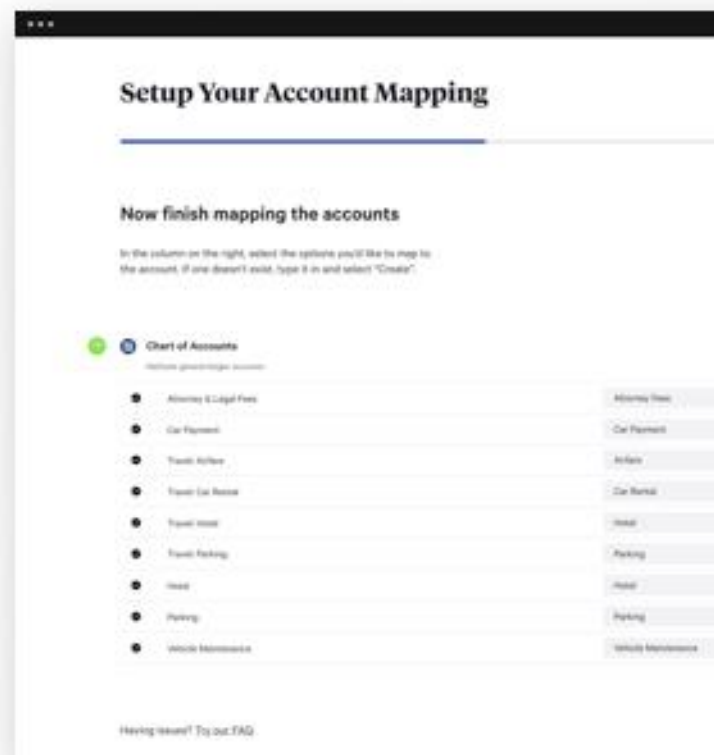 Setup Your Account Mapping
Now finish mapping the accounts
In the column on the right, select the options you'd like to map to
the account. If one doesn't exist, type it in and select "Create".
Chart of Accounts
general ledger accounts
Attorney & Legal Fees Attorney Fees
Car Payment Car Payment
Travel: Airfare Airfare
Travel: Car Rental Car Rental
Travel: Hotel Hotel
Travel: Parking Parking
Hotel Hotel
Parking Parking
Vehicle Maintenance Vehicle Maintenance
Having issues? Try our FAQ